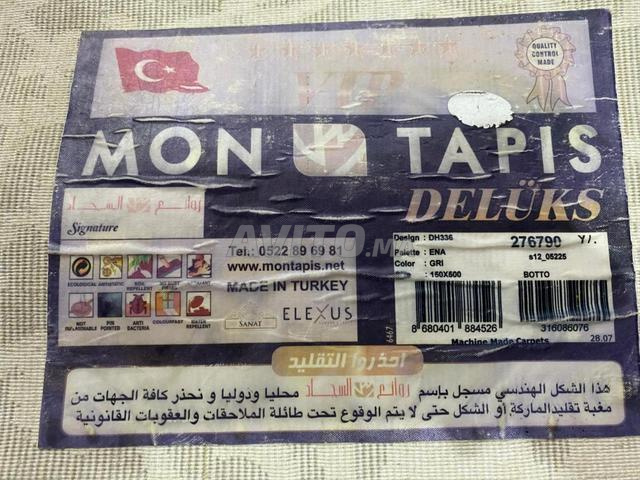 VIP
QUALITY
CONTROL
MADE
MON TAPIS
DELÜKS
روائع السجاد
Signature
AVITO.MA
ECOLOGICAL ANTISTATIC SOIL REPELLENT
NOT INFLAMMABLE PIN POINTED ANTI BACTERIA COLOURFAST WATER REPELLENT
Tel.: 0522 89 69 81
www.montapis.net
MADE IN TURKEY
SANAT ELEXUS
Design : DH336 276790
Palette : ENA s12_05225
Color : GRI
: 150X500 BOTTO
6467
8 680401 884526 316086076
Machine Made Carpets 28.07
احذروا التقليد
هذا الشكل الهندسي مسجل بإسم روائع السجاد محليا ودوليا و نحذر كافة الجهات من
مغبة تقليد الماركة أو الشكل حتى لا يتم الوقوع تحت طائلة الملاحقات والعقوبات القانونية